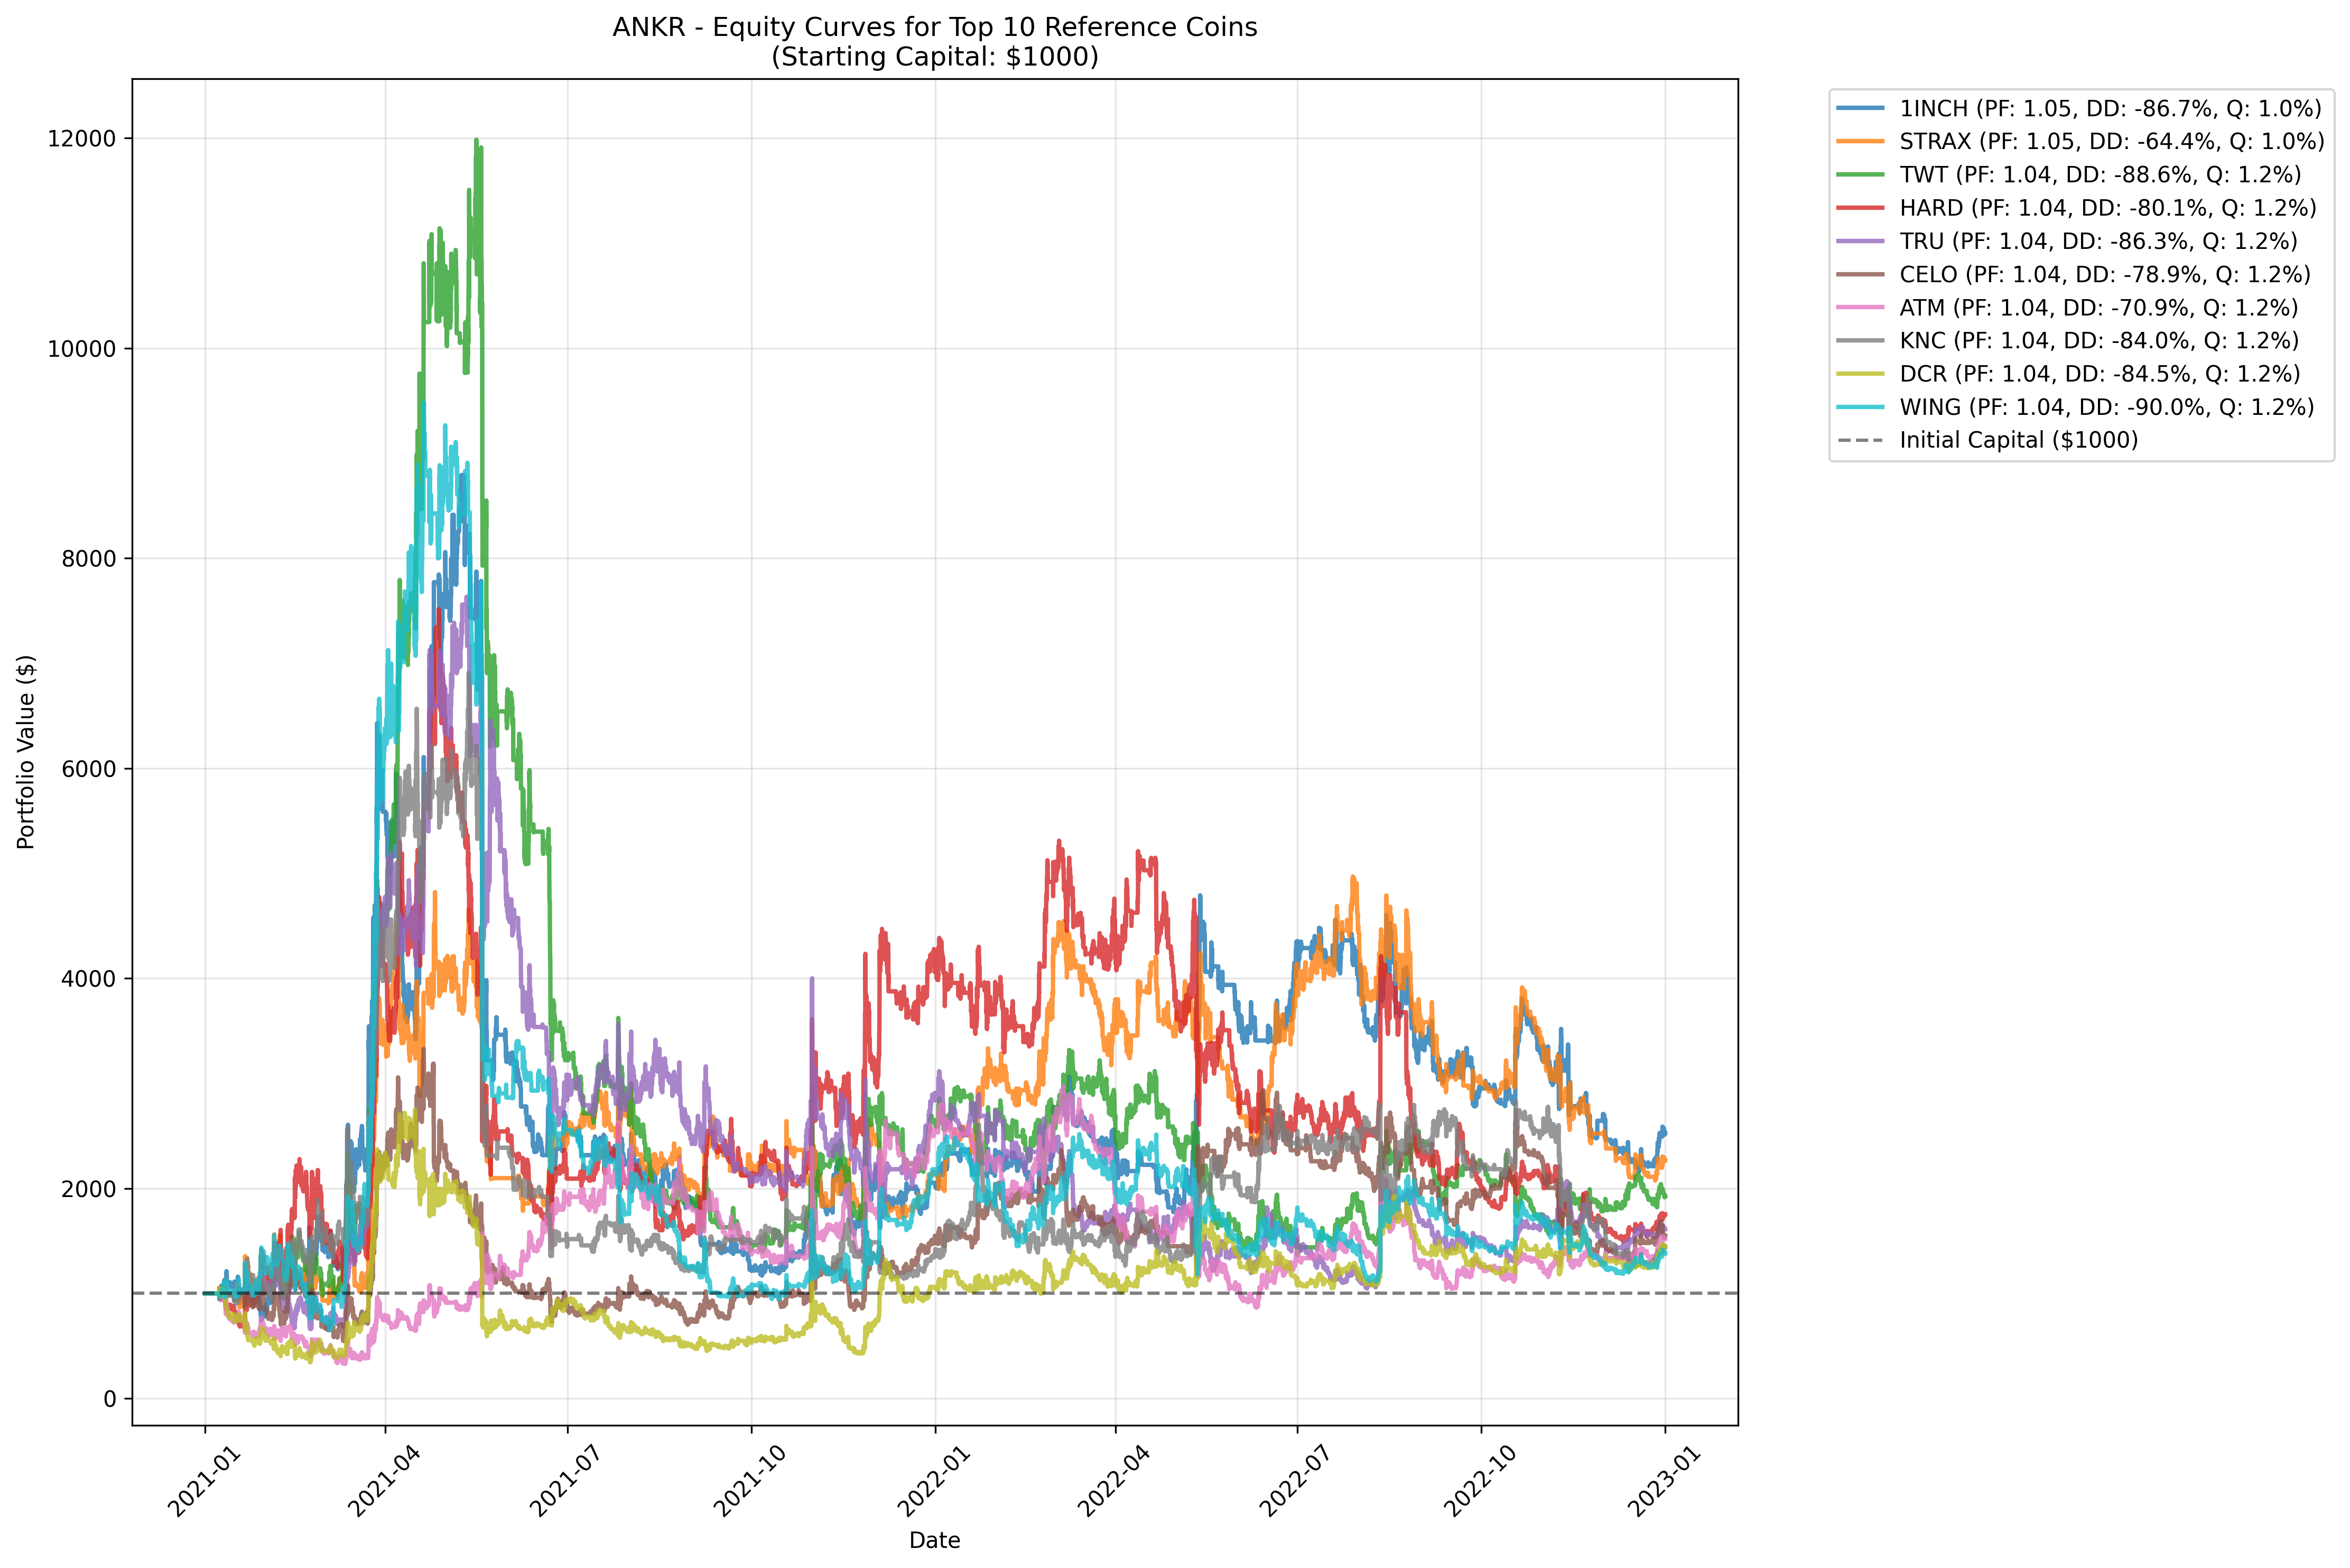 ANKR - Equity Curves for Top 10 Reference Coins
(Starting Capital: $1000)
1INCH (PF: 1.05, DD: -86.7%, Q: 1.0%)
STRAX (PF: 1.05, DD: -64.4%, Q: 1.0%)
TWT (PF: 1.04, DD: -88.6%, Q: 1.2%)
HARD (PF: 1.04, DD: -80.1%, Q: 1.2%)
TRU (PF: 1.04, DD: -86.3%, Q: 1.2%)
CELO (PF: 1.04, DD: -78.9%, Q: 1.2%)
ATM (PF: 1.04, DD: -70.9%, Q: 1.2%)
KNC (PF: 1.04, DD: -84.0%, Q: 1.2%)
DCR (PF: 1.04, DD: -84.5%, Q: 1.2%)
WING (PF: 1.04, DD: -90.0%, Q: 1.2%)
Initial Capital ($1000)
Portfolio Value ($)
12000
10000
8000
6000
4000
2000
0
2021-01
2021-04
2021-07
2021-10
2022-01
2022-04
2022-07
2022-10
2023-01
Date